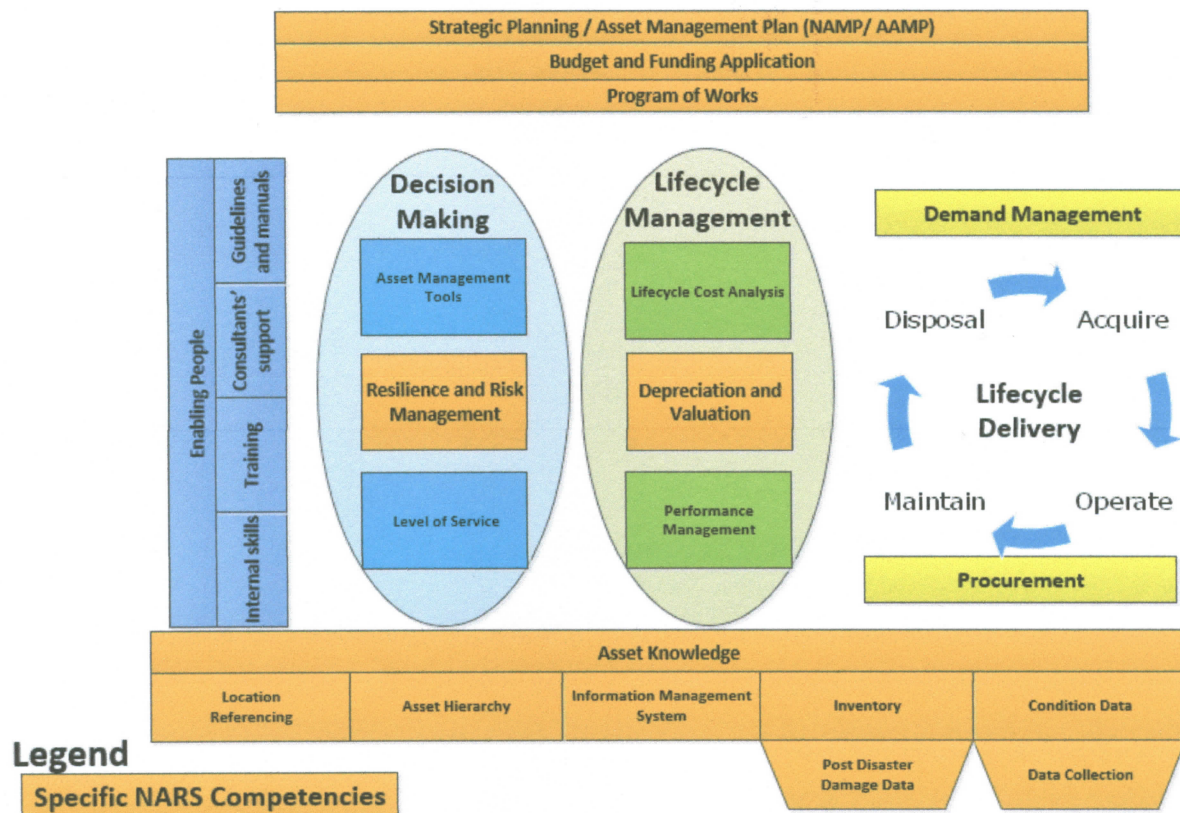 Strategic Planning / Asset Management Plan (NAMP/ AAMP)
Budget and Funding Application
Program of Works
Enabling People
Guidelines
and manuals
Consultants'
support
Training
Internal skills
Decision
Making
Asset Management
Tools
Resilience and Risk
Management
Level of Service
Lifecycle
Management
Lifecycle Cost Analysis
Depreciation and
Valuation
Performance
Management
Demand Management
Disposal
Acquire
Lifecycle
Delivery
Maintain
Operate
Procurement
Asset Knowledge
Location
Referencing
Asset Hierarchy
Information Management
System
Inventory
Condition Data
Post Disaster
Damage Data
Data Collection
Legend
Specific NARS Competencies